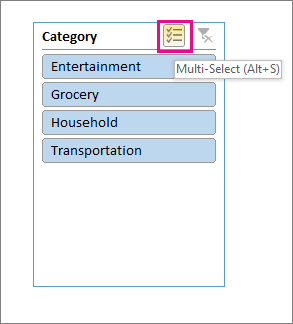 Category
Entertainment
Multi-Select (Alt+S)
Grocery
Household
Transportation